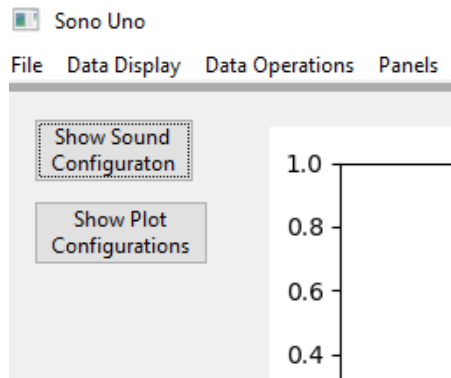 Sono Uno
File Data Display Data Operations Panels
Show Sound
Configuraton
Show Plot
Configurations
1.0
0.8
0.6
0.4